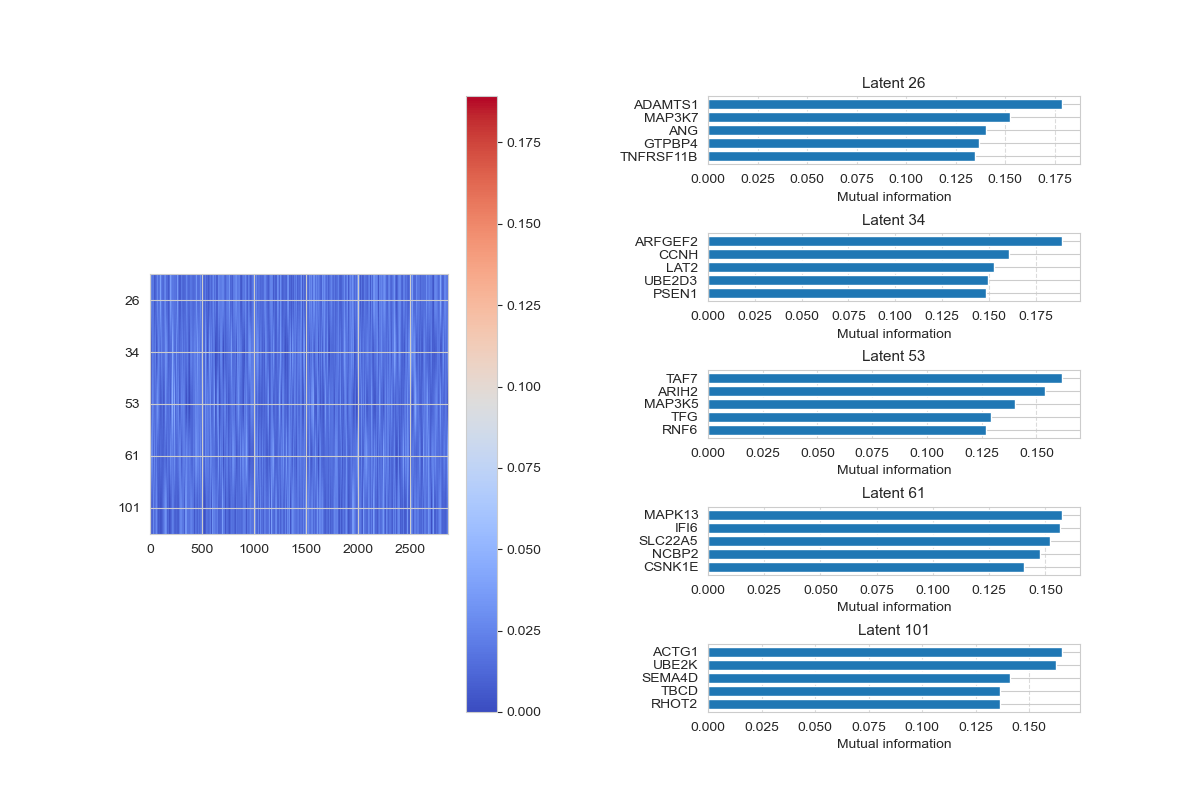 26
34
53
61
101
0 500 1000 1500 2000 2500
0.175
0.150
0.125
0.100
0.075
0.050
0.025
0.000
Latent 26
ADAMTS1
MAP3K7
ANG
GTPBP4
TNFRSF11B
0.000 0.025 0.050 0.075 0.100 0.125 0.150 0.175
Mutual information
Latent 34
ARFGEF2
CCNH
LAT2
UBE2D3
PSEN1
0.000 0.025 0.050 0.075 0.100 0.125 0.150 0.175
Mutual information
Latent 53
TAF7
ARIH2
MAP3K5
TFG
RNF6
0.000 0.025 0.050 0.075 0.100 0.125 0.150
Mutual information
Latent 61
MAPK13
IFI6
SLC22A5
NCBP2
CSNK1E
0.000 0.025 0.050 0.075 0.100 0.125 0.150
Mutual information
Latent 101
ACTG1
UBE2K
SEMA4D
TBCD
RHOT2
0.000 0.025 0.050 0.075 0.100 0.125 0.150
Mutual information